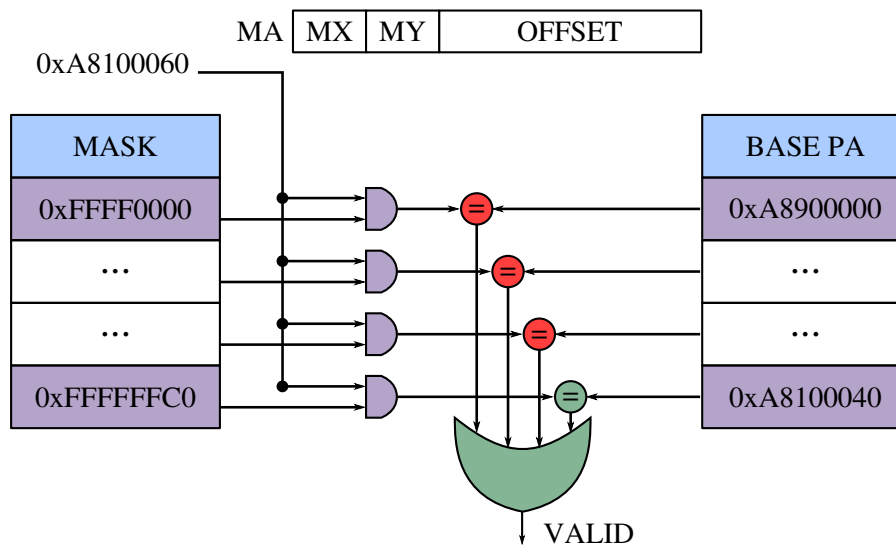 MA MX MY OFFSET
0xA8100060
MASK
BASE PA
0xFFFF0000
=
0xA8900000
...
=
...
...
=
...
0xFFFFFFC0
=
0xA8100040
VALID